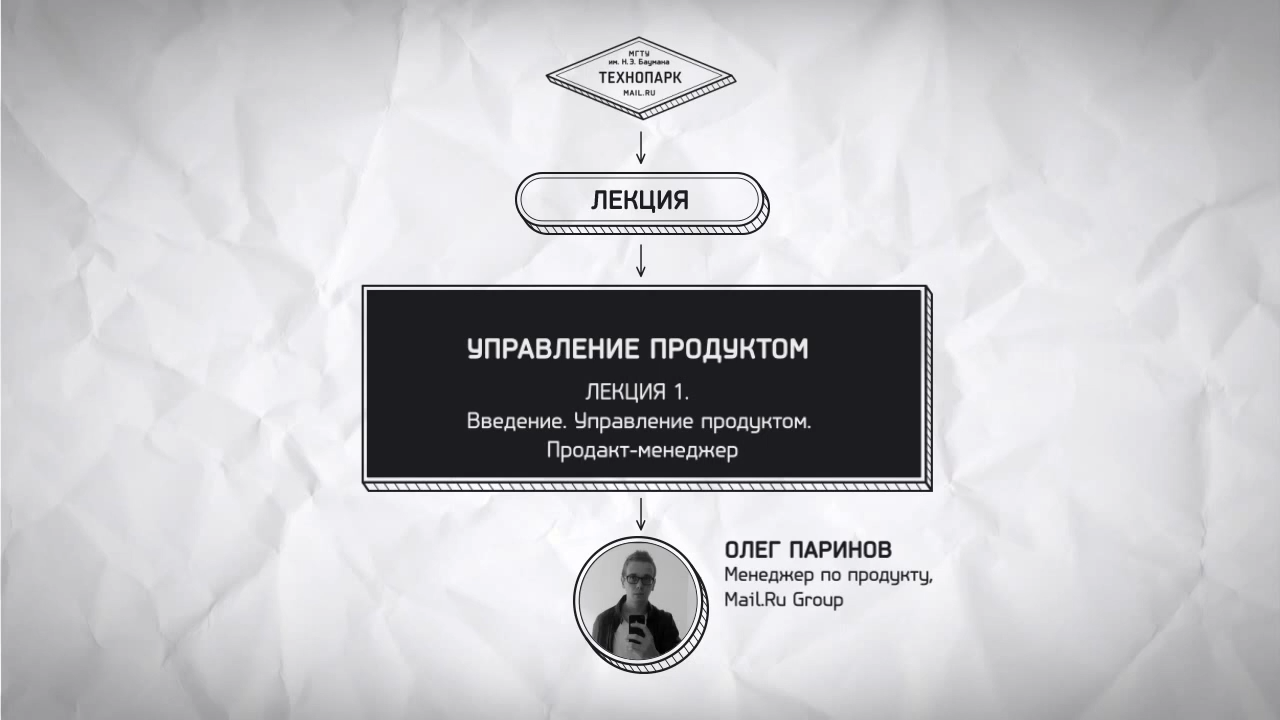 МГТУ
им. Н.Э. Баумана
ТЕХНОПАРК
MAIL.RU
ЛЕКЦИЯ
УПРАВЛЕНИЕ ПРОДУКТОМ
ЛЕКЦИЯ 1.
Введение. Управление продуктом.
Продакт-менеджер
ОЛЕГ ПАРИНОВ
Менеджер по продукту,
Mail.Ru Group